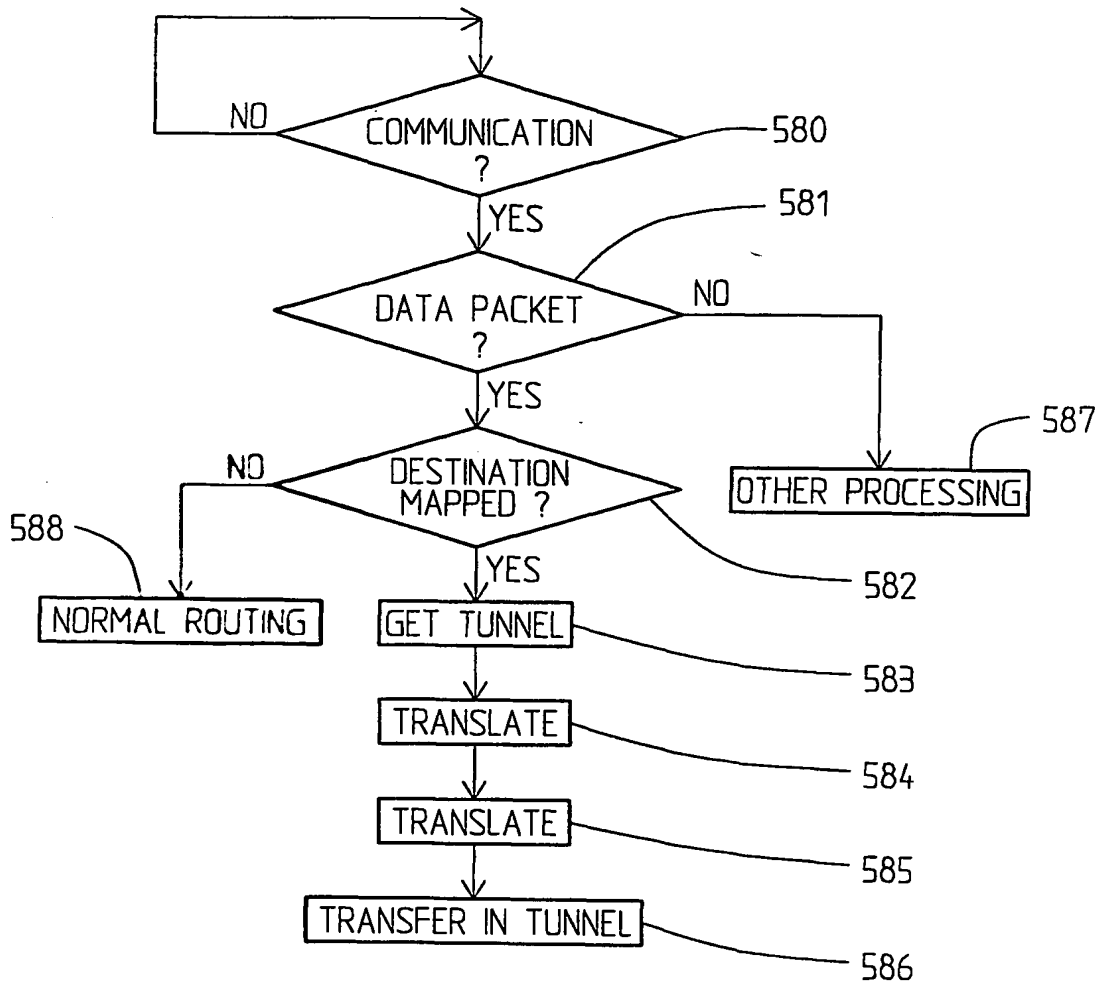 NO
COMMUNICATION
?
580
YES
581
DATA PACKET
?
NO
YES
587
NO
DESTINATION
MAPPED ?
OTHER PROCESSING
588
YES
582
NORMAL ROUTING
GET TUNNEL
583
TRANSLATE
584
TRANSLATE
585
TRANSFER IN TUNNEL
586